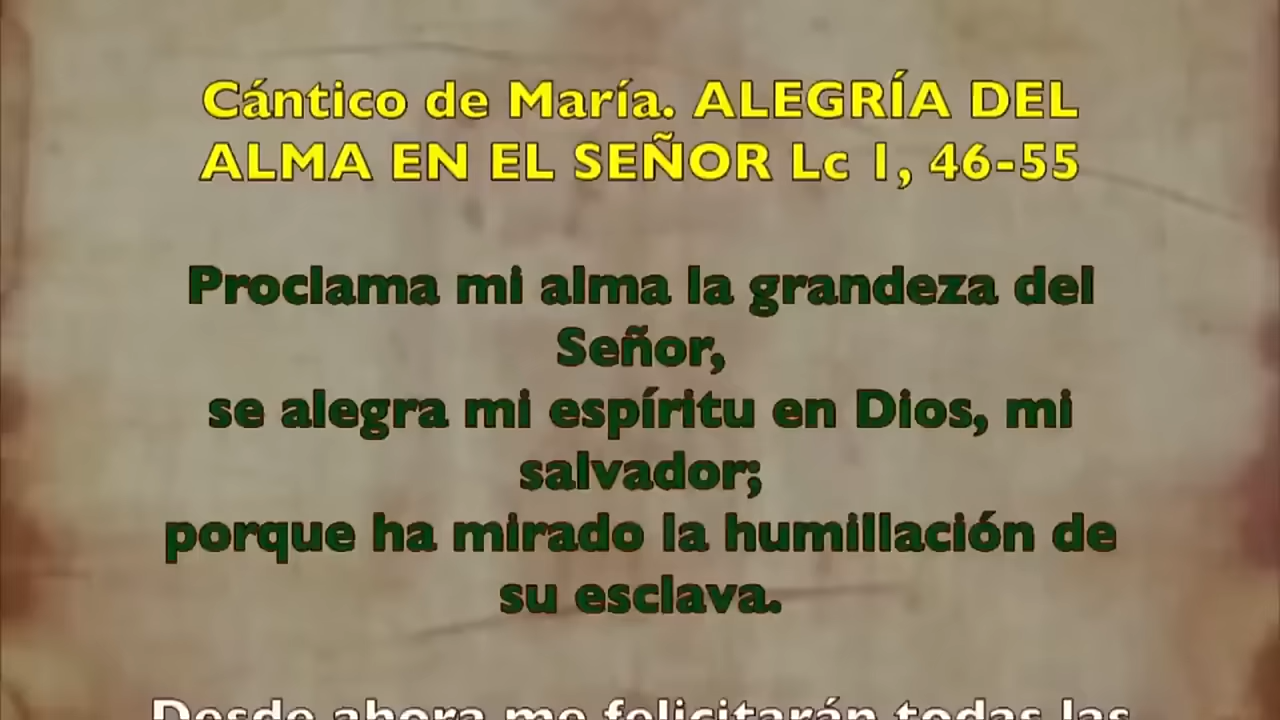 Cántico de María. ALEGRÍA DEL
ALMA EN EL SEÑOR Lc 1, 46-55
Proclama mi alma la grandeza del
Señor,
se alegra mi espíritu en Dios, mi
salvador;
porque ha mirado la humillación de
su esclava.
Desde ahora me felicitarán todas las